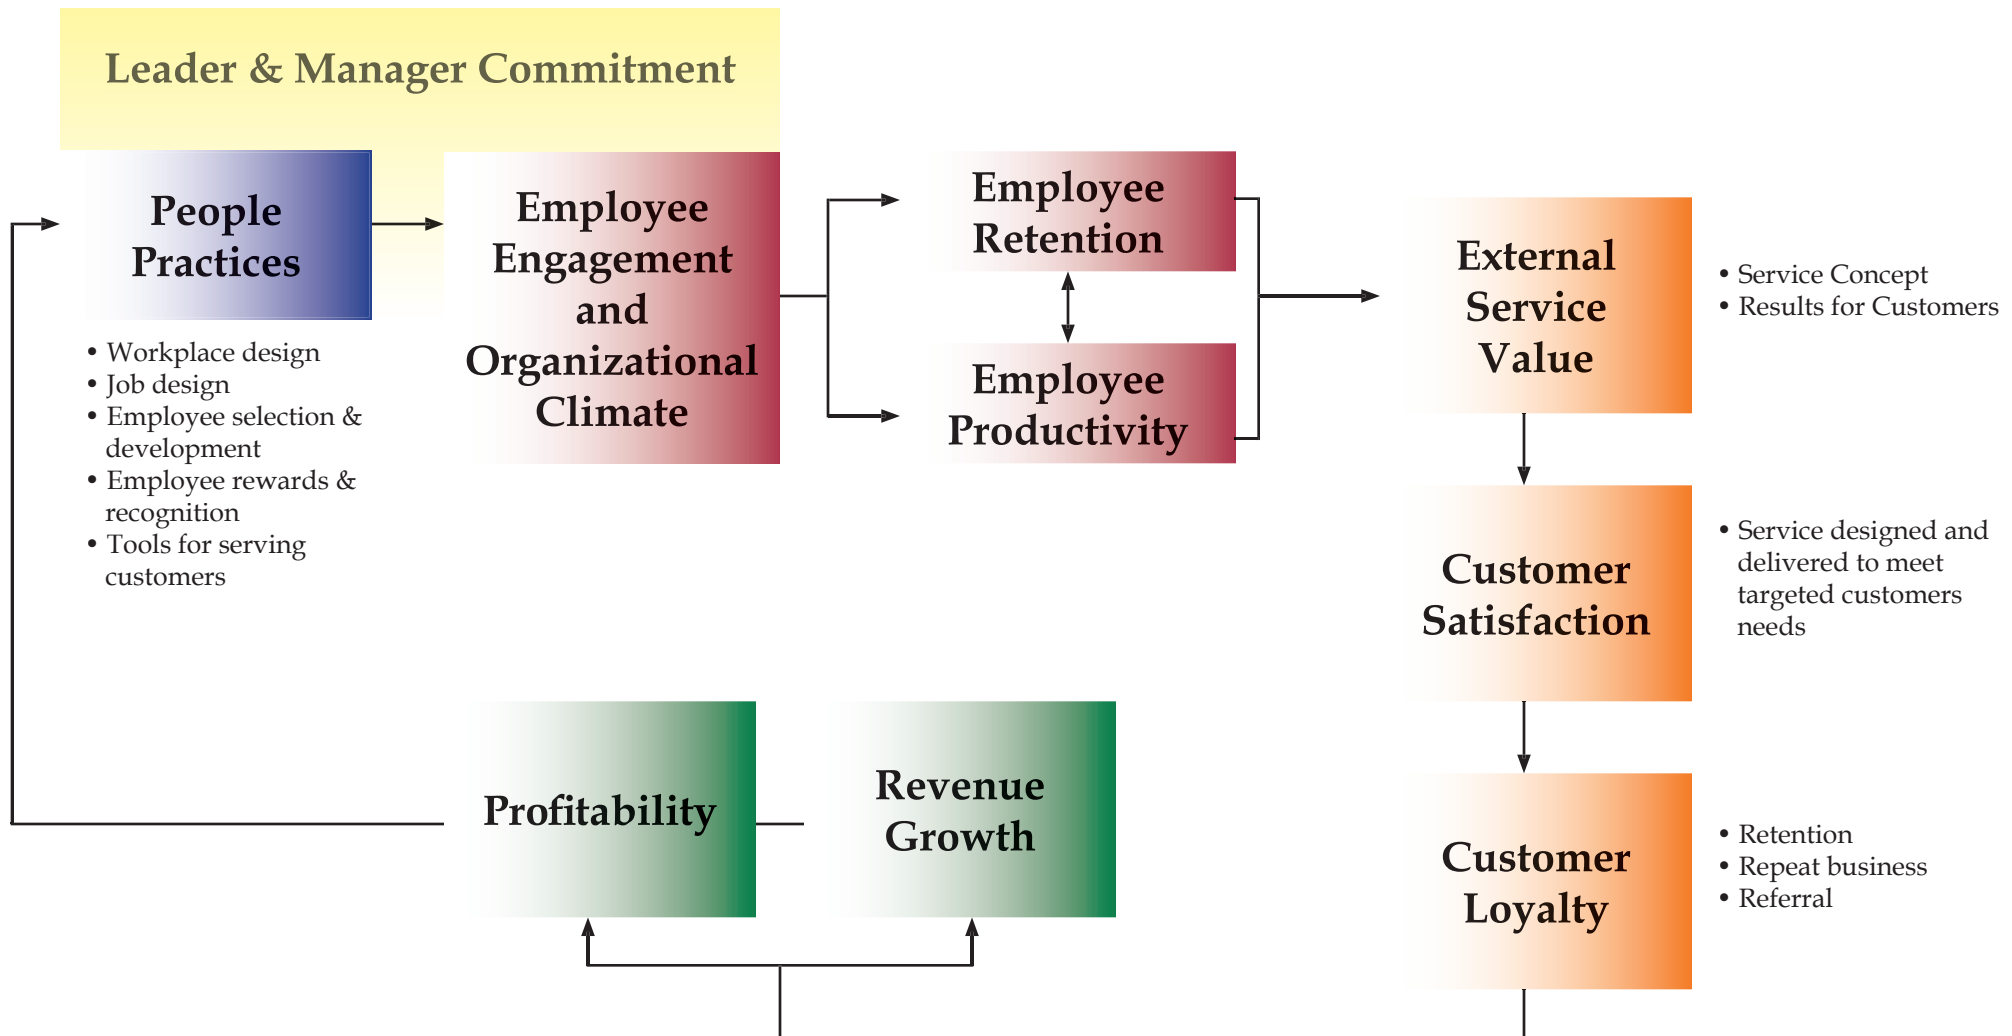 Leader & Manager Commitment
People
Practices
• Workplace design
• Job design
• Employee selection &
development
• Employee rewards &
recognition
• Tools for serving
customers
Employee
Engagement
and
Organizational
Climate
Employee
Retention
Employee
Productivity
External
Service
Value
• Service Concept
• Results for Customers
Customer
Satisfaction
• Service designed and
delivered to meet
targeted customers
needs
Customer
Loyalty
• Retention
• Repeat business
• Referral
Profitability
Revenue
Growth